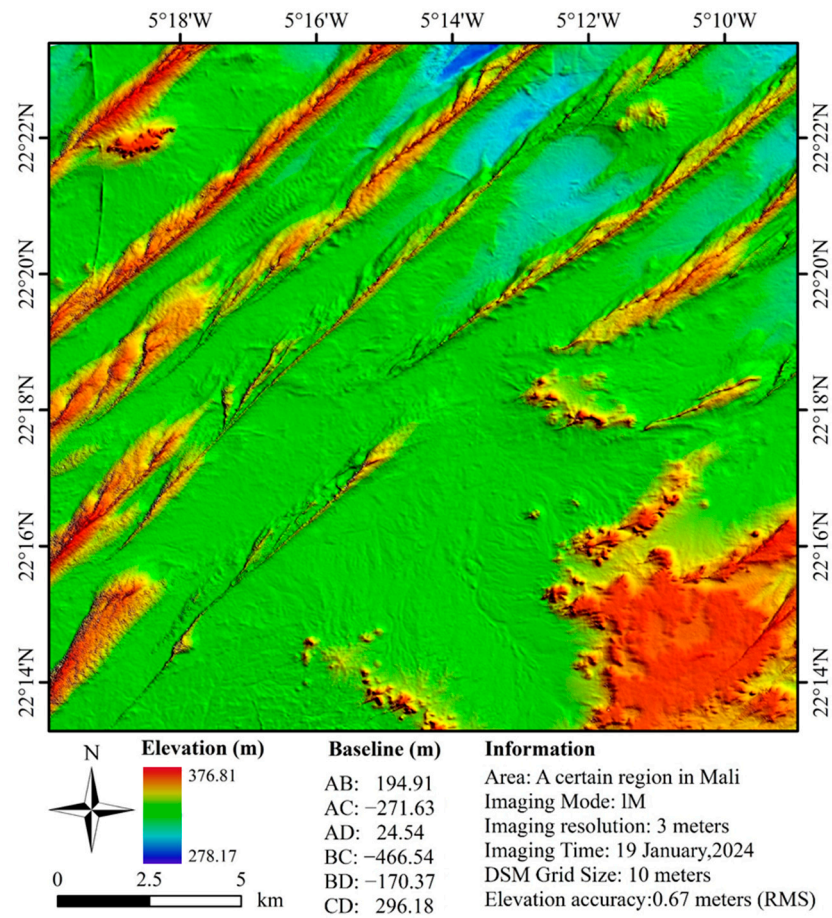 5°18'W 5°16'W 5°14'W 5°12'W 5°10'W
22°22'N 22°22'N
22°20'N 22°20'N
22°18'N 22°18'N
22°16'N 22°16'N
22°14'N 22°14'N
N
Elevation (m)
376.81
278.17
0 2.5 5 km
Baseline (m)
AB: 194.91
AC: −271.63
AD: 24.54
BC: −466.54
BD: −170.37
CD: 296.18
Information
Area: A certain region in Mali
Imaging Mode: lM
Imaging resolution: 3 meters
Imaging Time: 19 January,2024
DSM Grid Size: 10 meters
Elevation accuracy:0.67 meters (RMS)